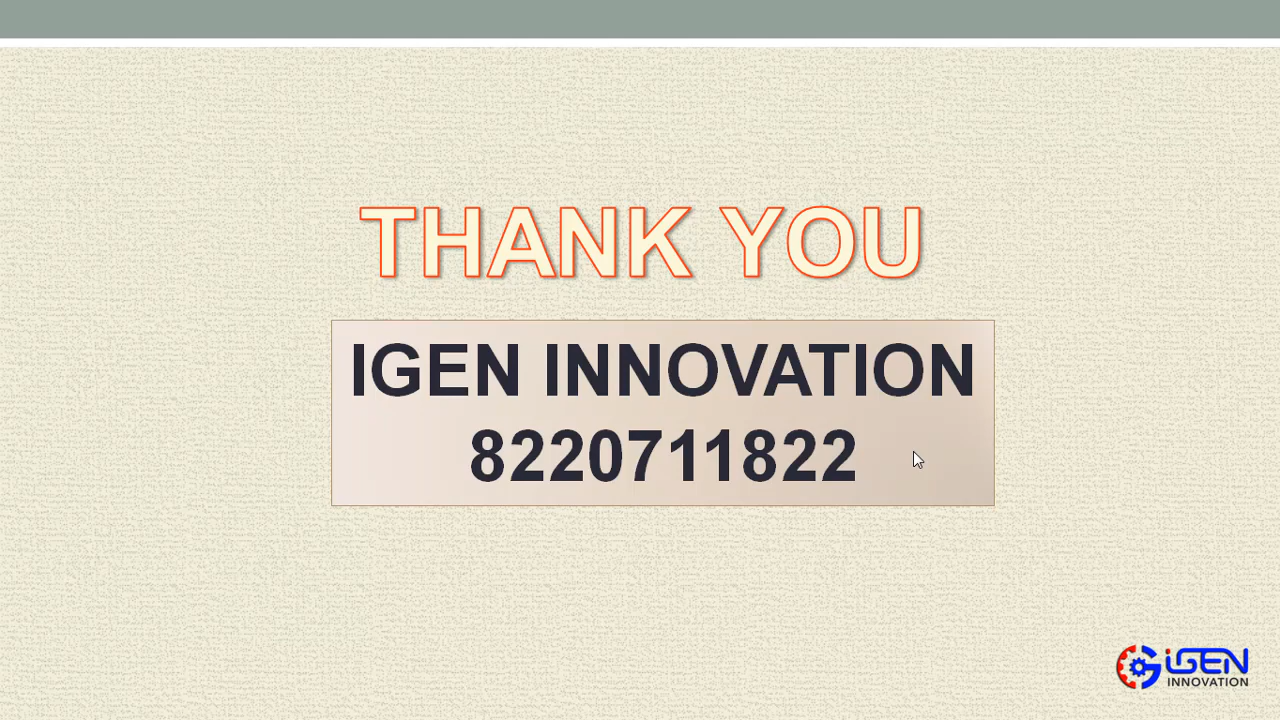 THANK YOU
IGEN INNOVATION
8220711822
iGEN
INNOVATION